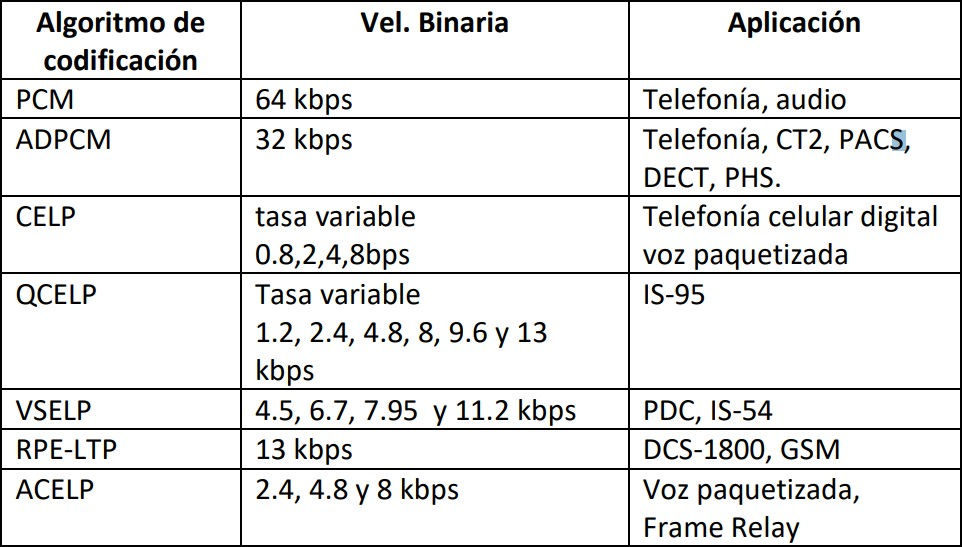 Algoritmo de codificación Vel. Binaria Aplicación
PCM 64 kbps Telefonía, audio
ADPCM 32 kbps Telefonía, CT2, PACS,
DECT, PHS.
CELP tasa variable Telefonía celular digital
0.8,2,4,8bps voz paquetizada
QCELP Tasa variable IS-95
1.2, 2.4, 4.8, 8, 9.6 y 13
kbps
VSELP 4.5, 6.7, 7.95 y 11.2 kbps PDC, IS-54
RPE-LTP 13 kbps DCS-1800, GSM
ACELP 2.4, 4.8 y 8 kbps Voz paquetizada,
Frame Relay